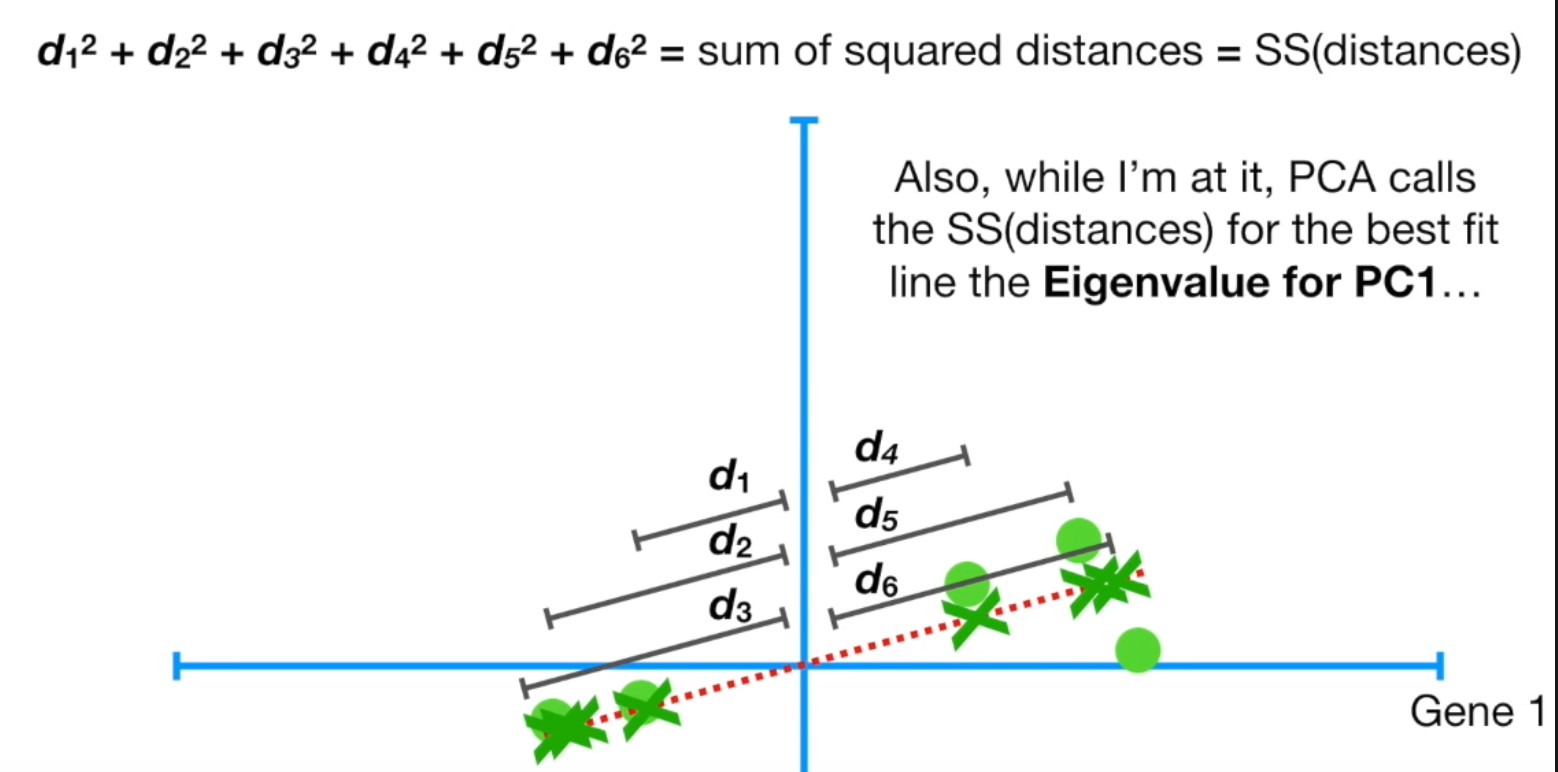 d₁² + d₂² + d₃² + d₄² + d₅² + d₆² = sum of squared distances = SS(distances)
Also, while I’m at it, PCA calls
the SS(distances) for the best fit
line the Eigenvalue for PC1…
d₄
d₁
d₅
d₂
d₆
d₃
Gene 1